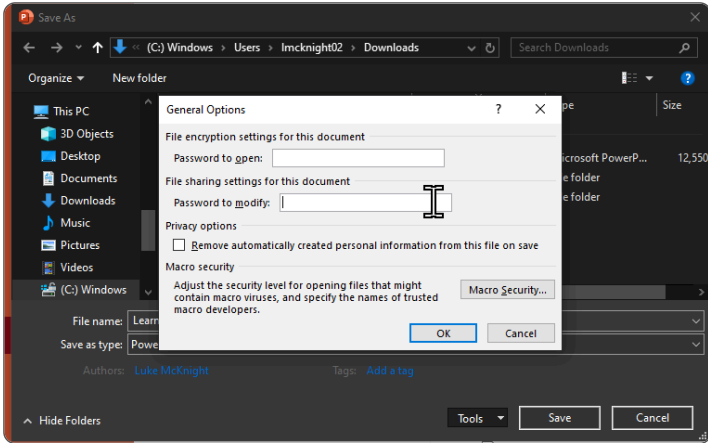 Save As
(C:) Windows > Users > lmcknight02 > Downloads
Search Downloads
Organize
New folder
This PC
3D Objects
Desktop
Documents
Downloads
Music
Pictures
Videos
(C:) Windows
pe
Size
icrosoft PowerP...
12,550
e folder
e folder
General Options
?
File encryption settings for this document
Password to open:
File sharing settings for this document
Password to modify:
Privacy options
Remove automatically created personal information from this file on save
Macro security
Adjust the security level for opening files that might
contain macro viruses, and specify the names of trusted
macro developers.
Macro Security...
OK
Cancel
File name: Learn
Save as type: Powe
Authors: Luke McKnight
Tags: Add a tag
Hide Folders
Tools
Save
Cancel